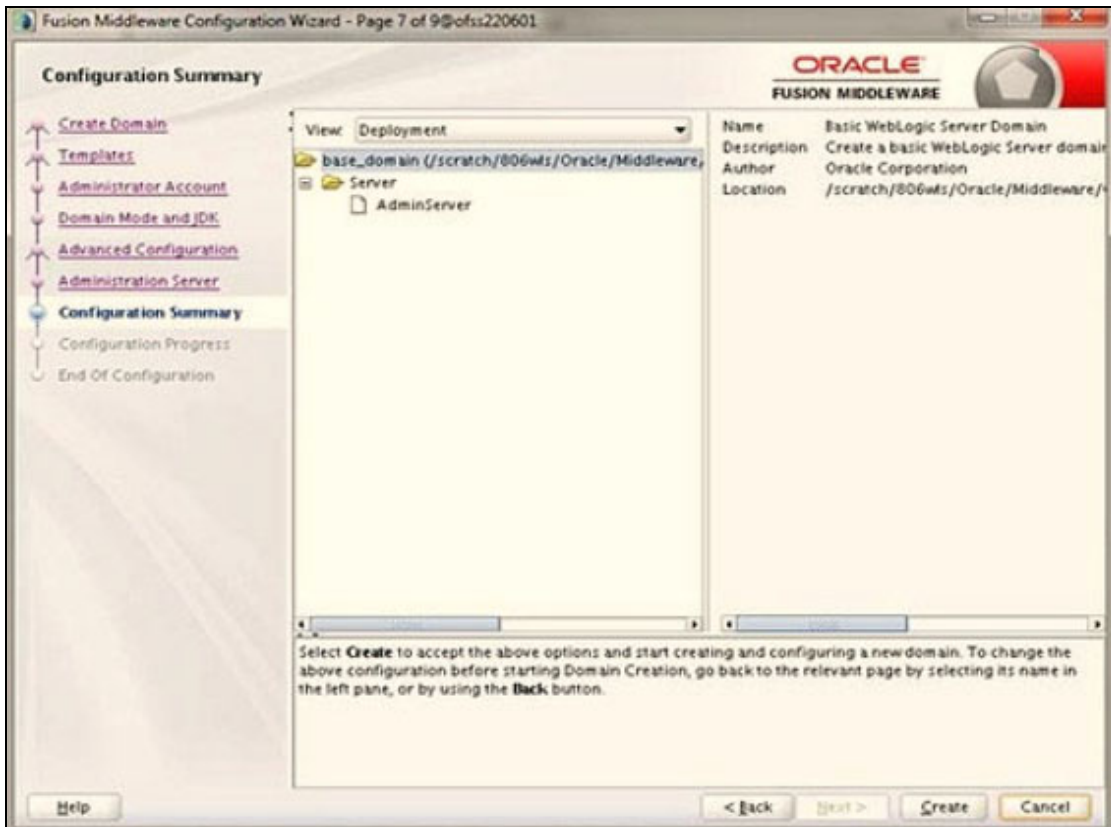 Fusion Middleware Configuration Wizard - Page 7 of 9@ofss220601
Configuration Summary
ORACLE
FUSION MIDDLEWARE
Create Domain
Templates
Administrator Account
Domain Mode and JDK
Advanced Configuration
Administration Server
Configuration Summary
Configuration Progress
End Of Configuration
View: Deployment
base_domain (/scratch/806wls/Oracle/Middleware,
Server
AdminServer
Name Basic WebLogic Server Domain
Description Create a basic WebLogic Server domain
Author Oracle Corporation
Location /scratch/806wls/Oracle/Middleware/
Select Create to accept the above options and start creating and configuring a new domain. To change the
above configuration before starting Domain Creation, go back to the relevant page by selecting its name in
the left pane, or by using the Back button.
Help
< Back
Next >
Create
Cancel